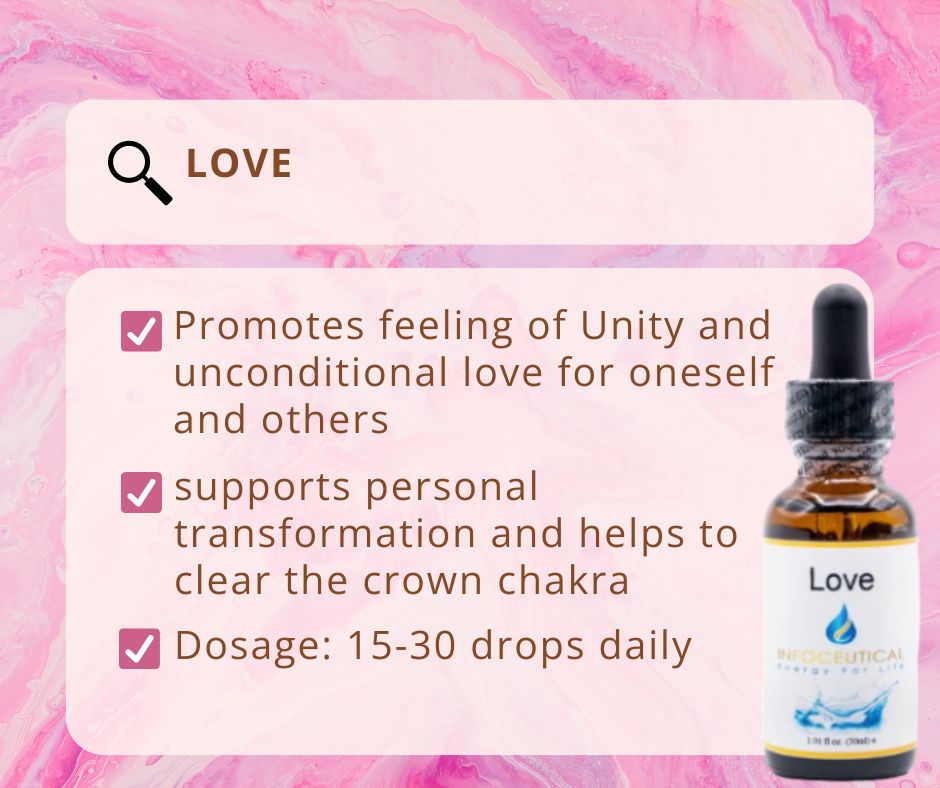 LOVE
Promotes feeling of Unity and
unconditional love for oneself
and others
supports personal
transformation and helps to
clear the crown chakra
Dosage: 15-30 drops daily
Love
INFOCEUTICAL
Energy For Life
1.01 fl oz. (30ml) e